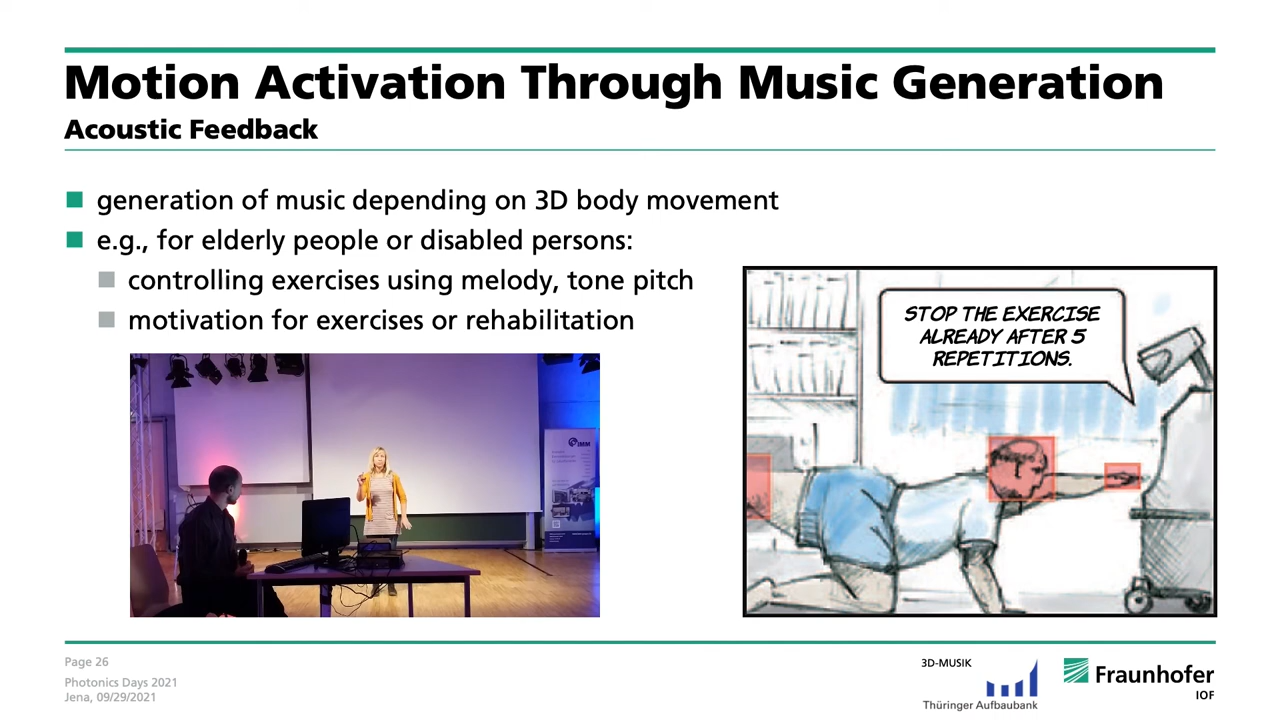 Motion Activation Through Music Generation
Acoustic Feedback
generation of music depending on 3D body movement
e.g., for elderly people or disabled persons:
controlling exercises using melody, tone pitch
motivation for exercises or rehabilitation
STOP THE EXERCISE
ALREADY AFTER 5
REPETITIONS.
IMM
Page 26
Photonics Days 2021
Jena, 09/29/2021
3D-MUSIK
Thüringer Aufbaubank
Fraunhofer
IOF